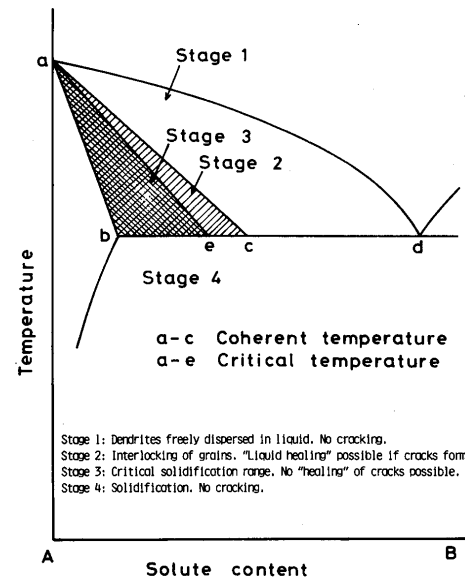 a
Stage 1
Stage 3
Stage 2
b
e
c
d
Stage 4
a-c Coherent temperature
a-e Critical temperature
Temperature
Stage 1: Dendrites freely dispersed in liquid. No cracking.
Stage 2: Interlocking of grains. "Liquid healing" possible if cracks form
Stage 3: Critical solidification range. No "healing" of cracks possible.
Stage 4: Solidification. No cracking.
A
B
Solute content